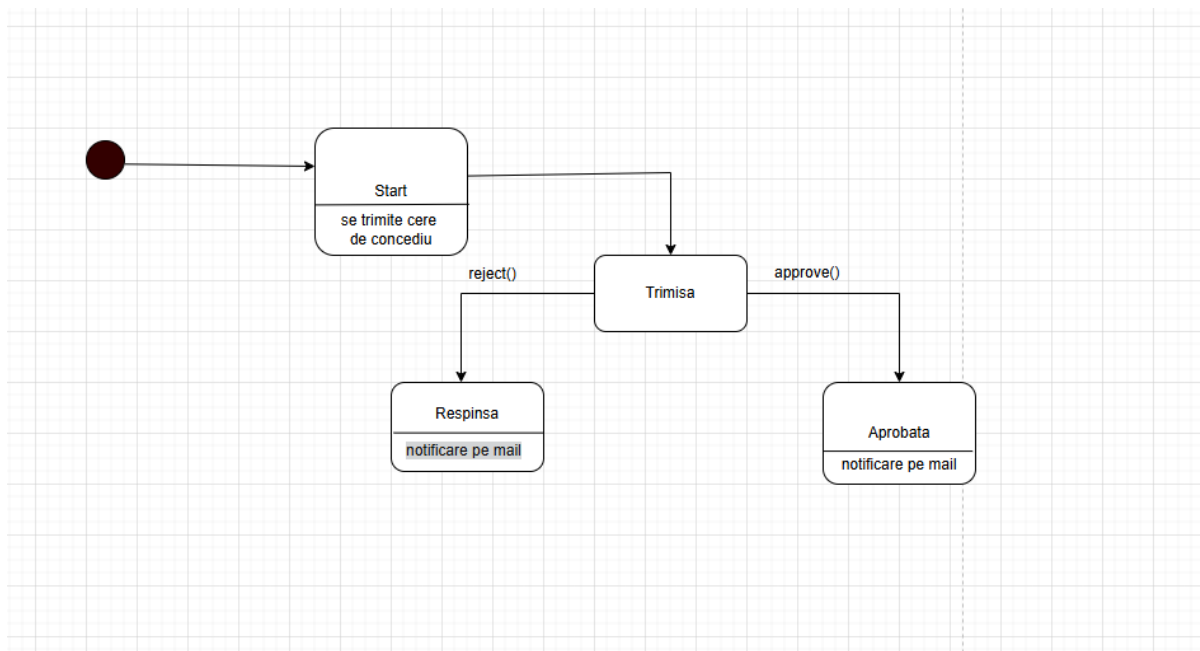 Start
se trimite cere
de concediu
reject()
approve()
Trimisa
Respinsa
notificare pe mail
Aprobata
notificare pe mail